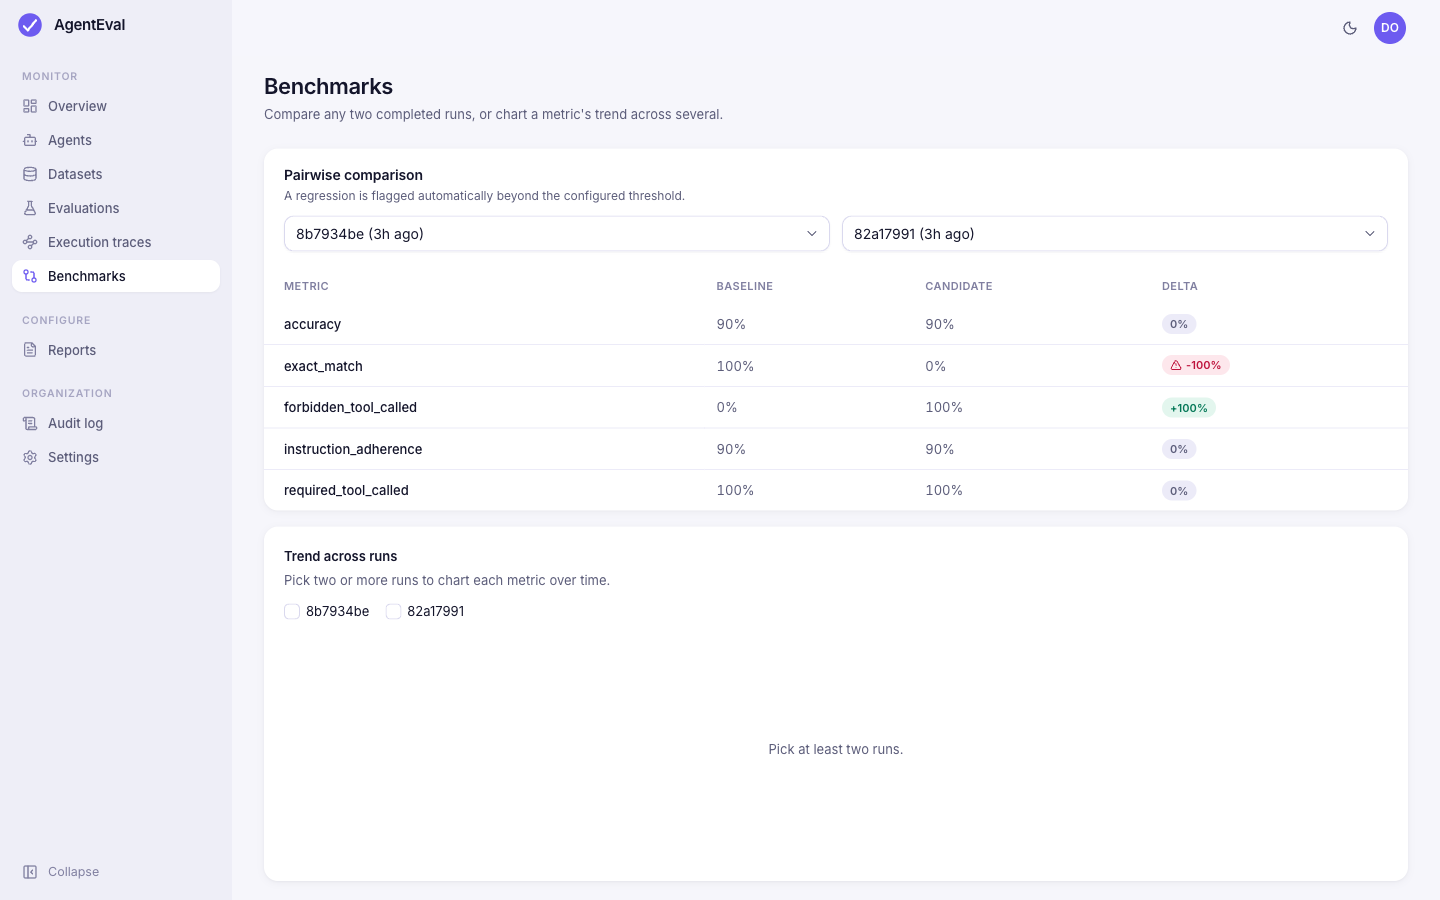 AgentEval
DO
MONITOR
Overview
Agents
Datasets
Evaluations
Execution traces
Benchmarks
CONFIGURE
Reports
ORGANIZATION
Audit log
Settings
Collapse
Benchmarks
Compare any two completed runs, or chart a metric's trend across several.
Pairwise comparison
A regression is flagged automatically beyond the configured threshold.
8b7934be (3h ago) 82a17991 (3h ago)
METRIC BASELINE CANDIDATE DELTA
accuracy 90% 90% 0%
exact_match 100% 0% -100%
forbidden_tool_called 0% 100% +100%
instruction_adherence 90% 90% 0%
required_tool_called 100% 100% 0%
Trend across runs
Pick two or more runs to chart each metric over time.
8b7934be 82a17991
Pick at least two runs.